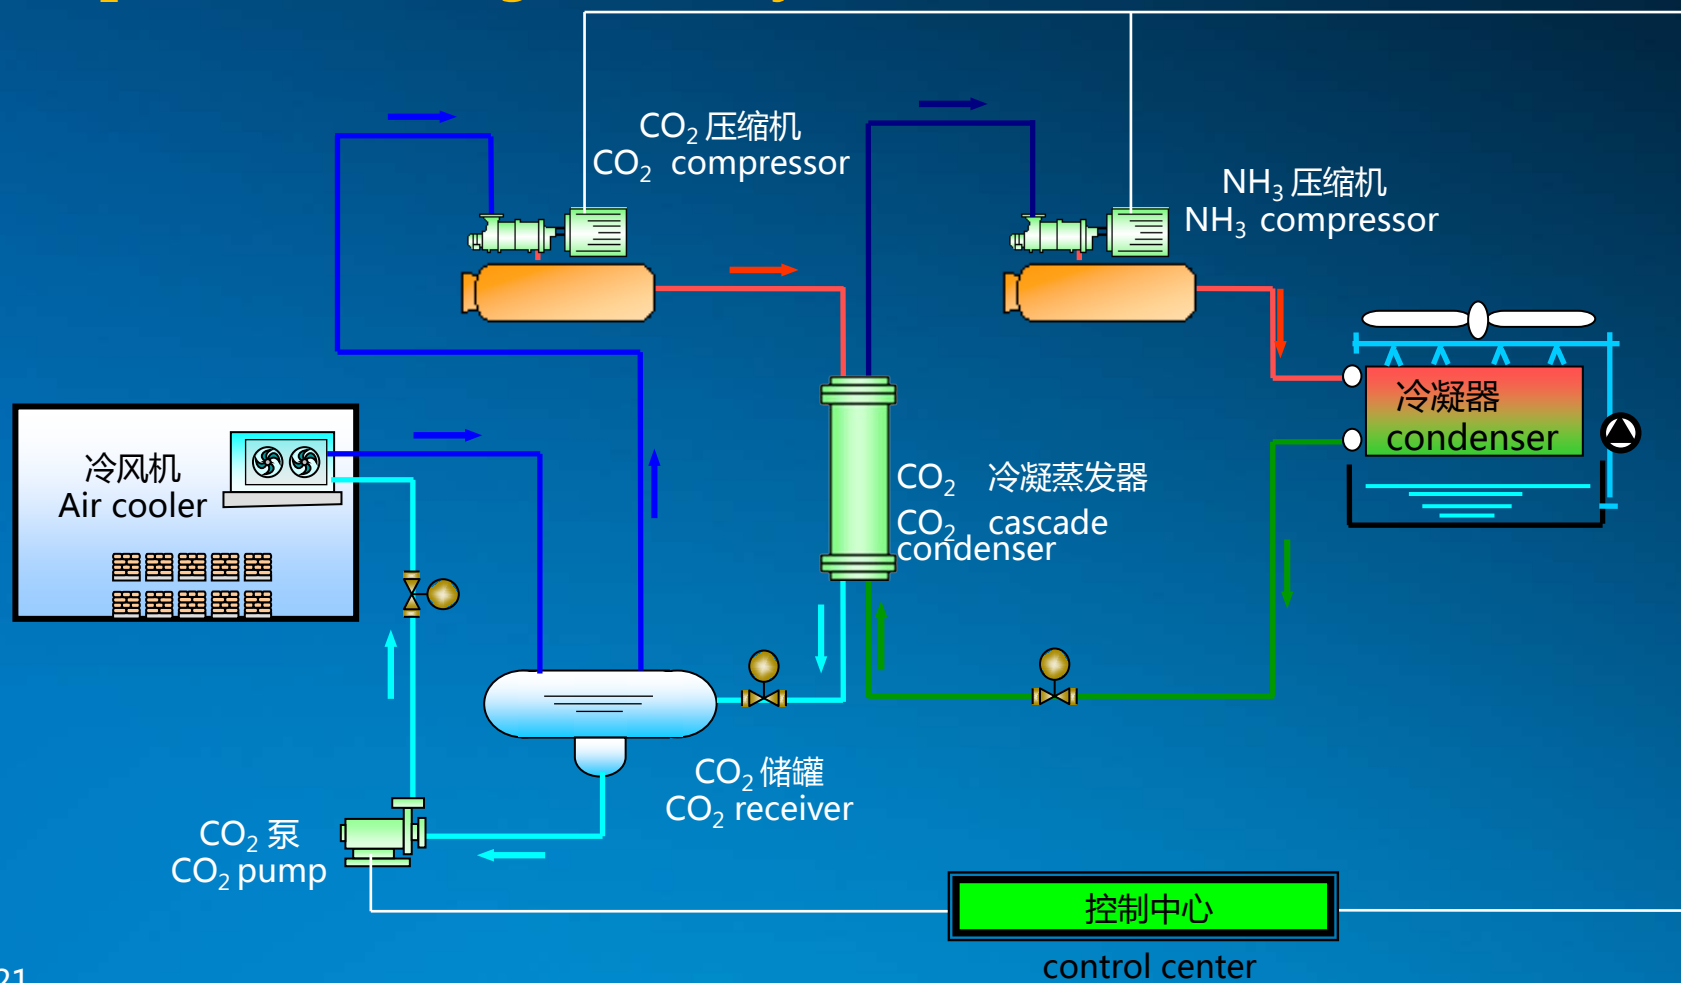 CO₂ 压缩机
CO₂ compressor
NH₃ 压缩机
NH₃ compressor
冷凝器
condenser
冷风机
Air cooler
CO₂ 冷凝蒸发器
CO₂ cascade
condenser
CO₂ 储罐
CO₂ receiver
CO₂ 泵
CO₂ pump
控制中心
control center
21